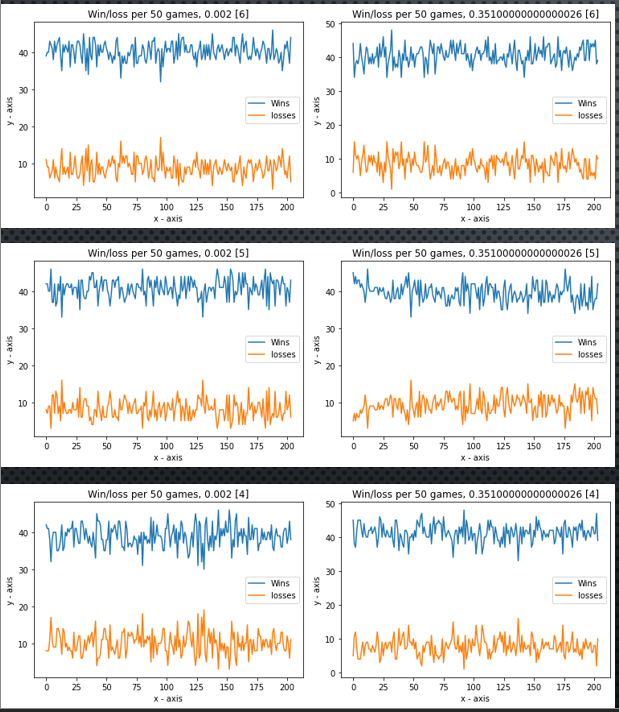 Win/loss per 50 games, 0.002 [6]
y - axis
40
30
20
10
Wins
losses
0 25 50 75 100 125 150 175 200
x - axis
Win/loss per 50 games, 0.35100000000000026 [6]
y - axis
50
40
30
20
10
0
Wins
losses
0 25 50 75 100 125 150 175 200
x - axis
Win/loss per 50 games, 0.002 [5]
y - axis
40
30
20
10
Wins
losses
0 25 50 75 100 125 150 175 200
x - axis
Win/loss per 50 games, 0.35100000000000026 [5]
y - axis
40
30
20
10
Wins
losses
0 25 50 75 100 125 150 175 200
x - axis
Win/loss per 50 games, 0.002 [4]
y - axis
40
30
20
10
Wins
losses
0 25 50 75 100 125 150 175 200
x - axis
Win/loss per 50 games, 0.35100000000000026 [4]
y - axis
50
40
30
20
10
0
Wins
losses
0 25 50 75 100 125 150 175 200
x - axis